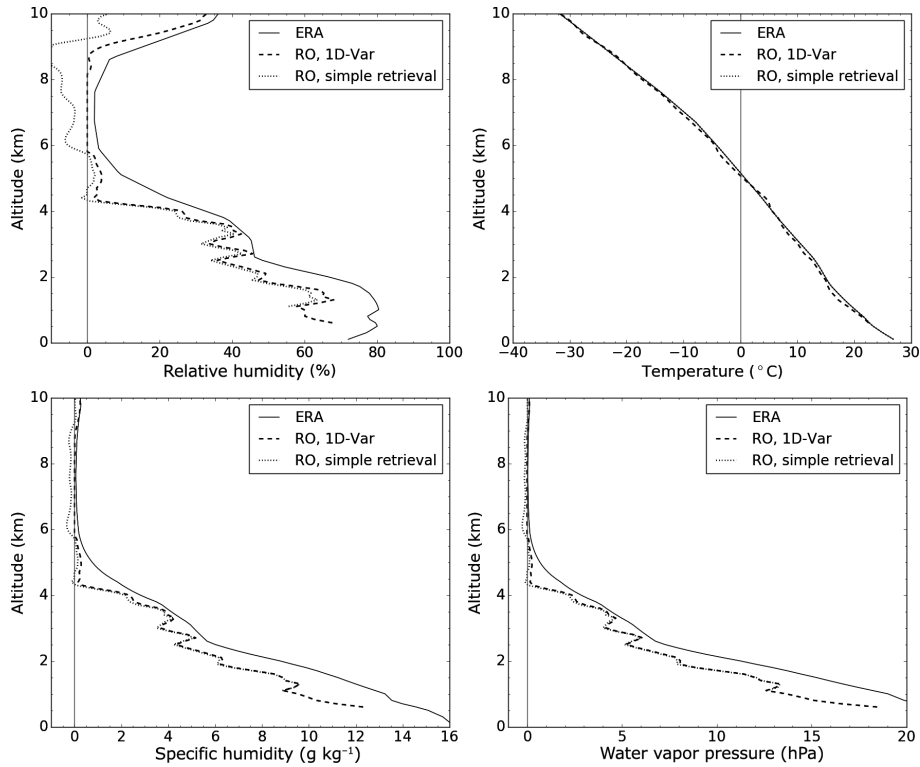 10
8
6
4
2
0
Altitude (km)
ERA
RO, 1D-Var
RO, simple retrieval
0 20 40 60 80 100
Relative humidity (%)
10
8
6
4
2
0
Altitude (km)
ERA
RO, 1D-Var
RO, simple retrieval
−40 −30 −20 −10 0 10 20 30
Temperature (°C)
10
8
6
4
2
0
Altitude (km)
ERA
RO, 1D-Var
RO, simple retrieval
0 2 4 6 8 10 12 14 16
Specific humidity (g kg⁻¹)
10
8
6
4
2
0
Altitude (km)
ERA
RO, 1D-Var
RO, simple retrieval
0 5 10 15 20
Water vapor pressure (hPa)